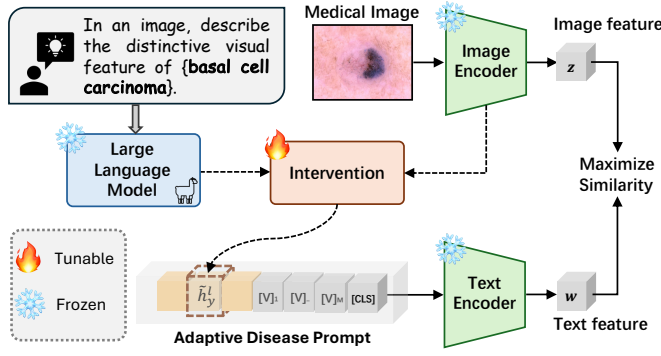 In an image, describe
the distinctive visual
feature of {basal cell
carcinoma}.
Medical Image
Image
Encoder
Image feature
z
Large
Language
Model
Intervention
Maximize
Similarity
Tunable
Frozen
h̃ᵗᵧ
[V]₁
[V]..
[V]M
[CLS]
Adaptive Disease Prompt
Text
Encoder
w
Text feature